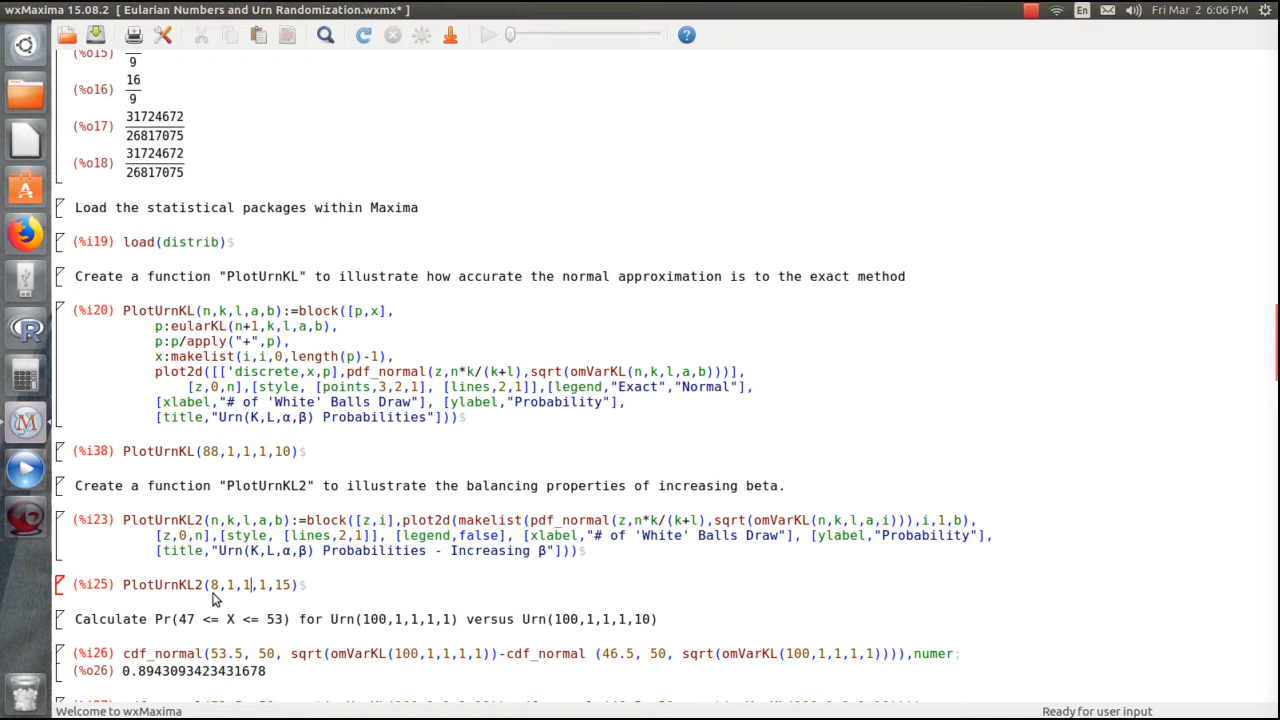 wxMaxima 15.08.2 [ Eularian Numbers and Urn Randomization.wxmx* ]
En
Fri Mar 2 6:06 PM
(%o15)
9
16
(%o16)
9
31724672
(%o17)
26817075
31724672
(%o18)
26817075
Load the statistical packages within Maxima
(%i19) load(distrib)$
Create a function "PlotUrnKL" to illustrate how accurate the normal approximation is to the exact method
(%i20) PlotUrnKL(n,k,l,a,b):=block([p,x],
p:eularKL(n+1,k,l,a,b),
p:p/apply("+",p),
x:makelist(i,i,0,length(p)-1),
plot2d([['discrete,x,p],pdf_normal(z,n*k/(k+l),sqrt(omVarKL(n,k,l,a,b)))],
[z,0,n],[style, [points,3,2,1], [lines,2,1]],[legend,"Exact","Normal"],
[xlabel,"# of 'White' Balls Draw"], [ylabel,"Probability"],
[title,"Urn(K,L,α,β) Probabilities"]))$
(%i38) PlotUrnKL(88,1,1,1,10)$
Create a function "PlotUrnKL2" to illustrate the balancing properties of increasing beta.
(%i23) PlotUrnKL2(n,k,l,a,b):=block([z,i],plot2d(makelist(pdf_normal(z,n*k/(k+l),sqrt(omVarKL(n,k,l,a,i))),i,1,b),
[z,0,n],[style, [lines,2,1]], [legend,false], [xlabel,"# of 'White' Balls Draw"], [ylabel,"Probability"],
[title,"Urn(K,L,α,β) Probabilities - Increasing β"]))$
(%i25) PlotUrnKL2(8,1,1,1,15)$
Calculate Pr(47 <= X <= 53) for Urn(100,1,1,1,1) versus Urn(100,1,1,1,10)
(%i26) cdf_normal(53.5, 50, sqrt(omVarKL(100,1,1,1,1)))-cdf_normal (46.5, 50, sqrt(omVarKL(100,1,1,1,1))),numer;
(%o26) 0.8943093423431678
Welcome to wxMaxima
Ready for user input